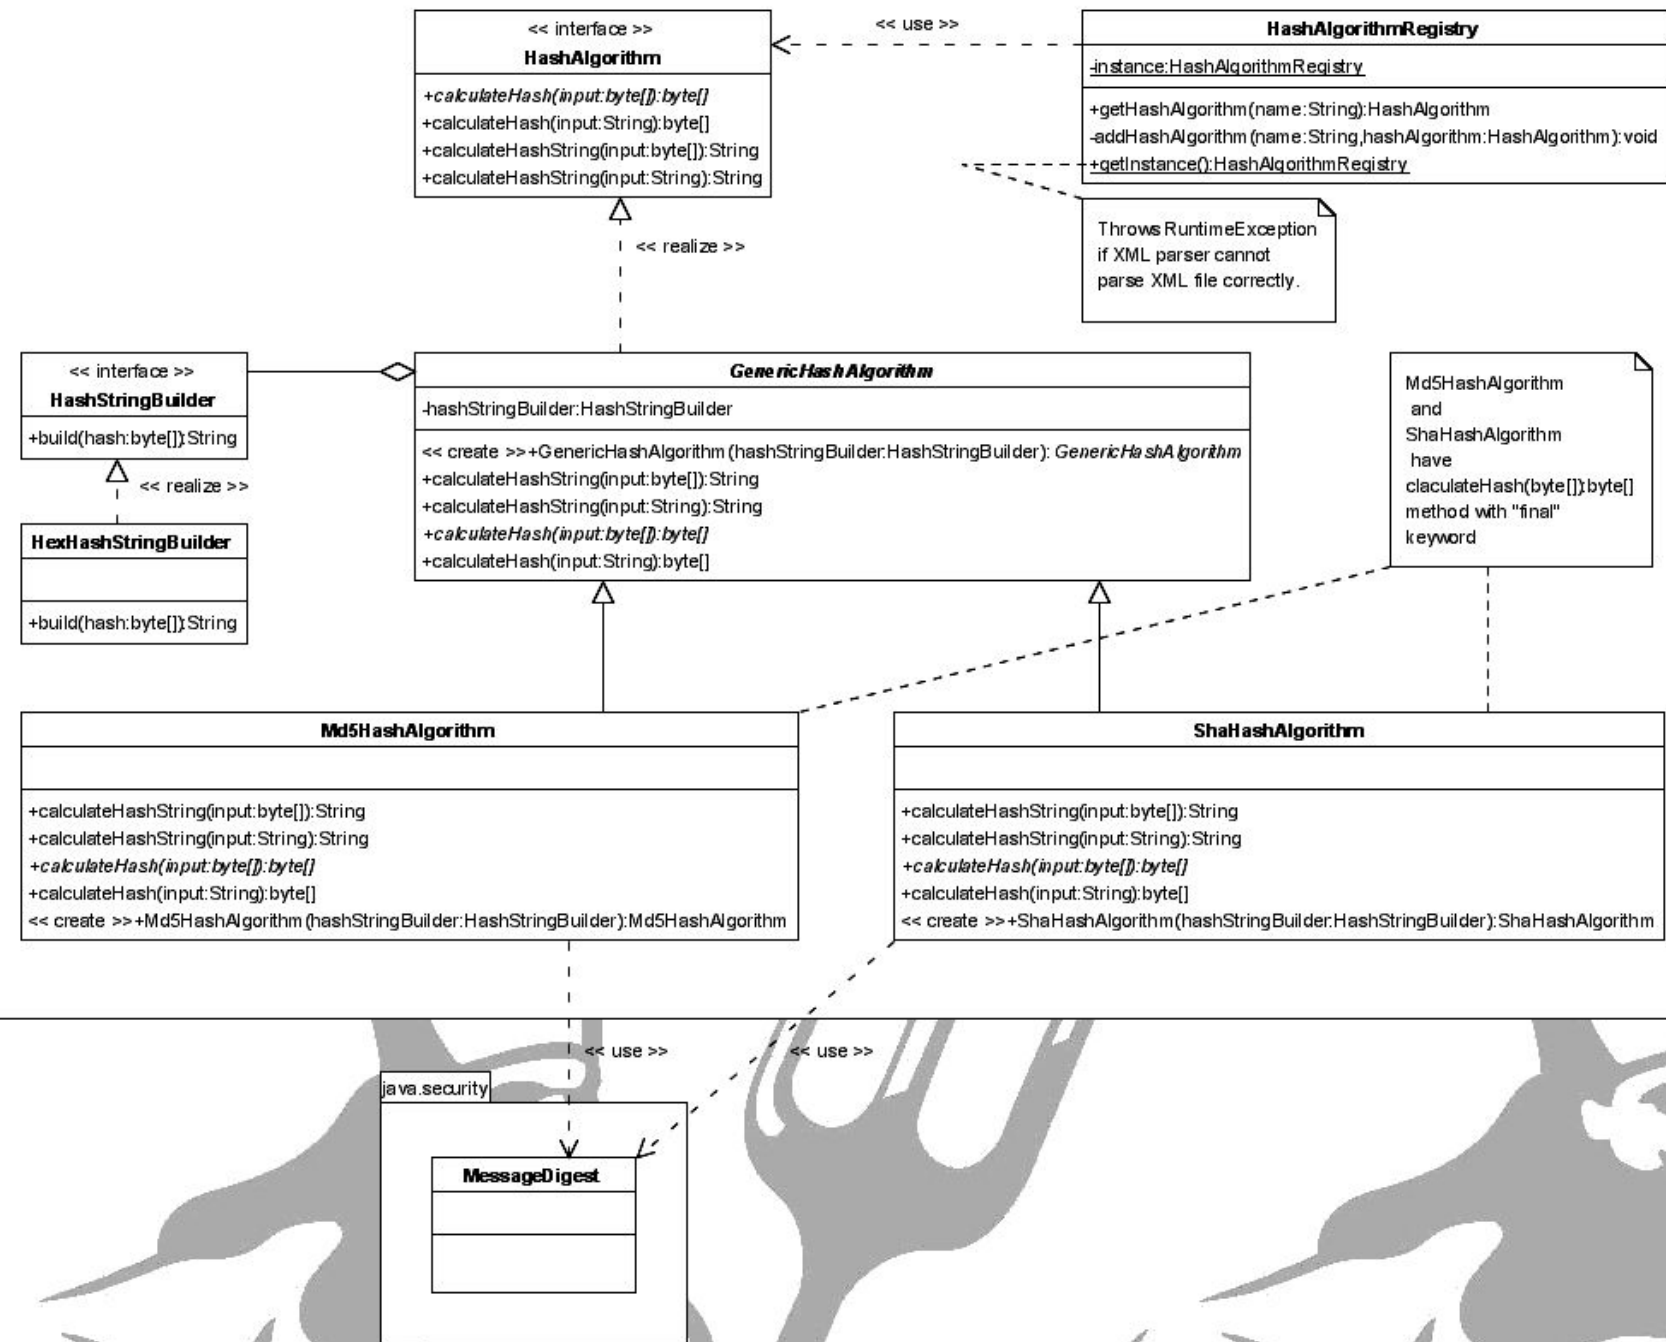 << interface >>
HashAlgorithm
+calculateHash(input:byte[]):byte[]
+calculateHash(input:String):byte[]
+calculateHashString(input:byte[]):String
+calculateHashString(input:String):String
<< use >>
HashAlgorithmRegistry
-instance:HashAlgorithmRegistry
+getHashAlgorithm(name:String):HashAlgorithm
-addHashAlgorithm(name:String,hashAlgorithm:HashAlgorithm):void
+getInstance():HashAlgorithmRegistry
Throws RuntimeException
if XML parser cannot
parse XML file correctly.
<< realize >>
<< interface >>
HashStringBuilder
+build(hash:byte[]):String
<< realize >>
HexHashStringBuilder
+build(hash:byte[]):String
GenericHashAlgorithm
-hashStringBuilder:HashStringBuilder
<< create >>+GenericHashAlgorithm(hashStringBuilder:HashStringBuilder): GenericHashAlgorithm
+calculateHashString(input:byte[]):String
+calculateHashString(input:String):String
+calculateHash(input:byte[]):byte[]
+calculateHash(input:String):byte[]
Md5HashAlgorithm
and
ShaHashAlgorithm
have
claculateHash(byte[]):byte[]
method with "final"
keyword
Md5HashAlgorithm
+calculateHashString(input:byte[]):String
+calculateHashString(input:String):String
+calculateHash(input:byte[]):byte[]
+calculateHash(input:String):byte[]
<< create >>+Md5HashAlgorithm(hashStringBuilder:HashStringBuilder):Md5HashAlgorithm
ShaHashAlgorithm
+calculateHashString(input:byte[]):String
+calculateHashString(input:String):String
+calculateHash(input:byte[]):byte[]
+calculateHash(input:String):byte[]
<< create >>+ShaHashAlgorithm(hashStringBuilder:HashStringBuilder):ShaHashAlgorithm
<< use >>
<< use >>
java.security
MessageDigest